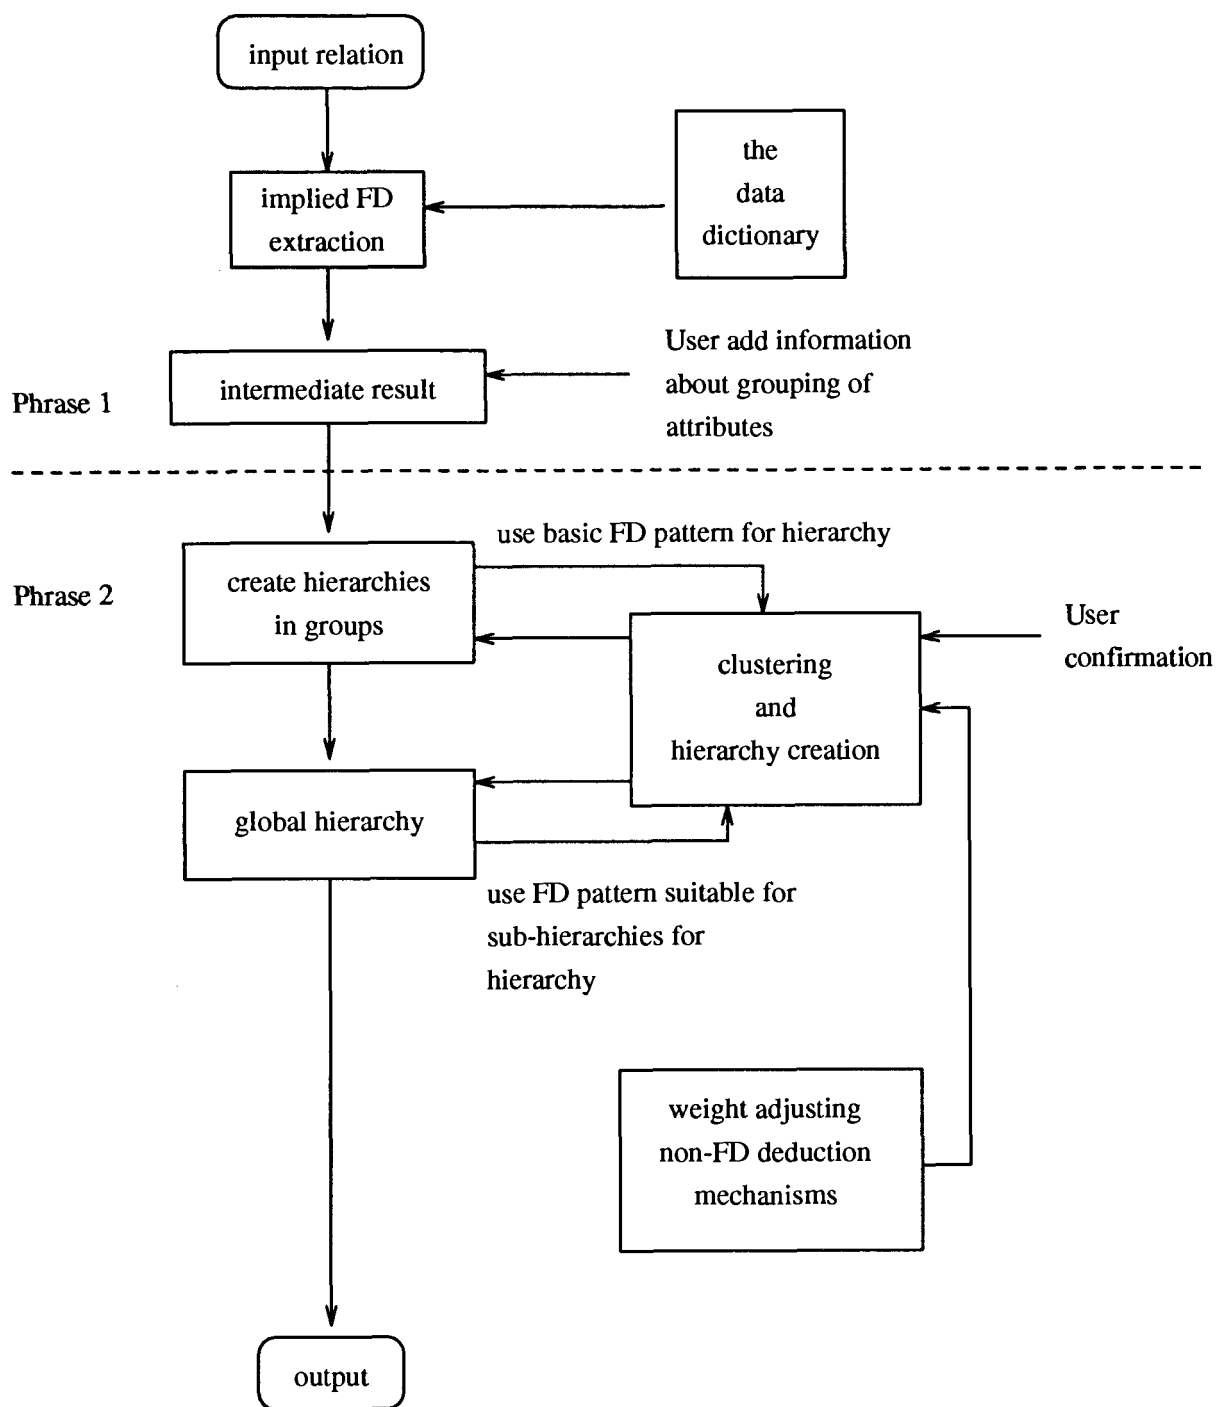 input relation
the
data
dictionary
implied FD
extraction
User add information
about grouping of
attributes
intermediate result
Phrase 1
use basic FD pattern for hierarchy
create hierarchies
in groups
Phrase 2
User
confirmation
clustering
and
hierarchy creation
global hierarchy
use FD pattern suitable for
sub-hierarchies for
hierarchy
weight adjusting
non-FD deduction
mechanisms
output